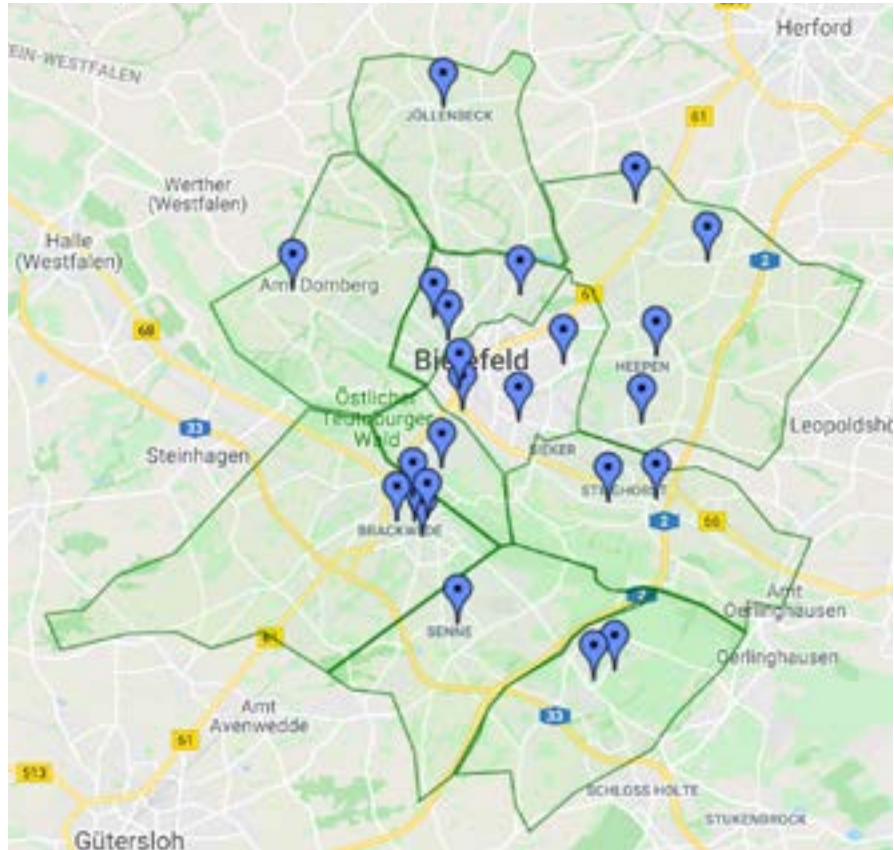 Herford
EIN-WESTFALEN
JÖLLENBECK
61
Werther
(Westfalen)
Halle
(Westfalen)
2
Amt Dornberg
61
68
Bielefeld
HEEPEN
Östlicher
Teutoburger
Wald
33
Leopoldshö
Steinhagen
SIEKER
STIEGHORST
2
66
BRACKWEDE
2
Amt
Oerlinghausen
SENNE
61
Oerlinghausen
Amt
Avenwedde
33
61
513
SCHLOSS HOLTE
STUKENBROCK
Gütersloh